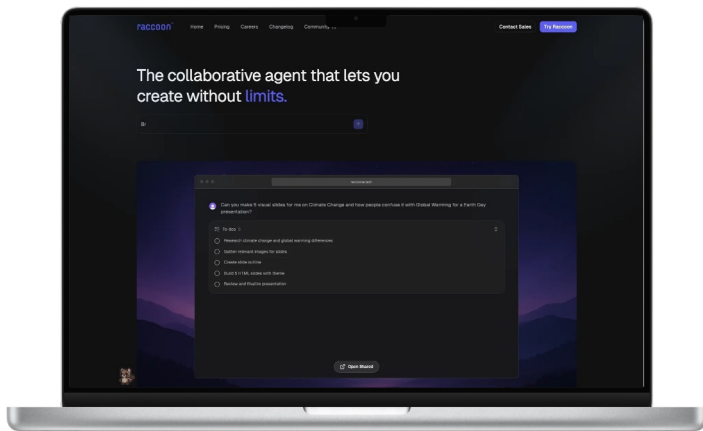 raccoon
Home Pricing Careers Changelog Community
Contact Sales
Try Raccoon
The collaborative agent that lets you
create without limits.
Can you make 5 visual slides for me on Climate Change and how people confuse it with Global Warming for a Earth Day
presentation?
To dos
Research climate change and global warming differences
Gather relevant images for slides
Create slide outline
Build 5 HTML slides with theme
Review and finalize presentation
Open Shared